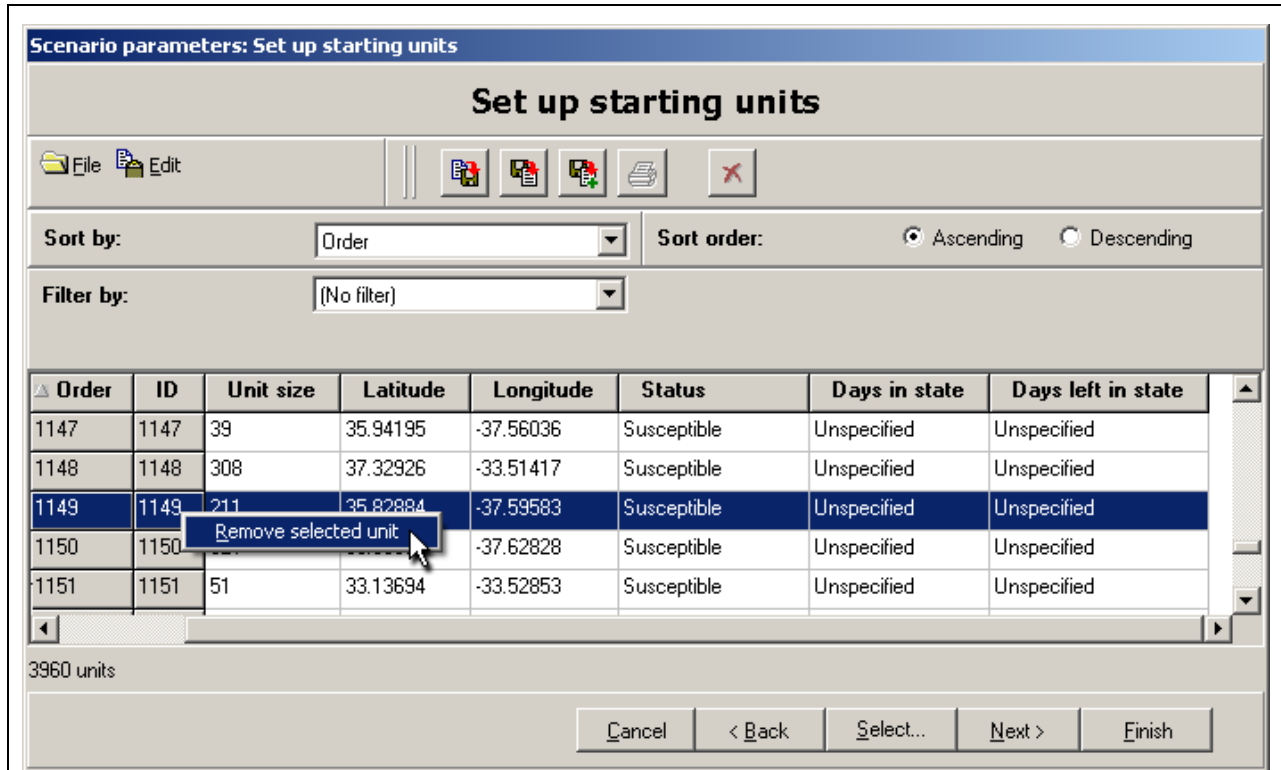 Scenario parameters: Set up starting units
Set up starting units
File Edit
Sort by: Order Sort order: Ascending Descending
Filter by: (No filter)
Order ID Unit size Latitude Longitude Status Days in state Days left in state
1147 1147 39 35.94195 -37.56036 Susceptible Unspecified Unspecified
1148 1148 308 37.32926 -33.51417 Susceptible Unspecified Unspecified
1149 1149 211 35.82884 -37.59583 Susceptible Unspecified Unspecified
Remove selected unit
1150 1150 -37.62828 Susceptible Unspecified Unspecified
1151 1151 51 33.13694 -33.52853 Susceptible Unspecified Unspecified
3960 units
Cancel < Back Select... Next > Finish